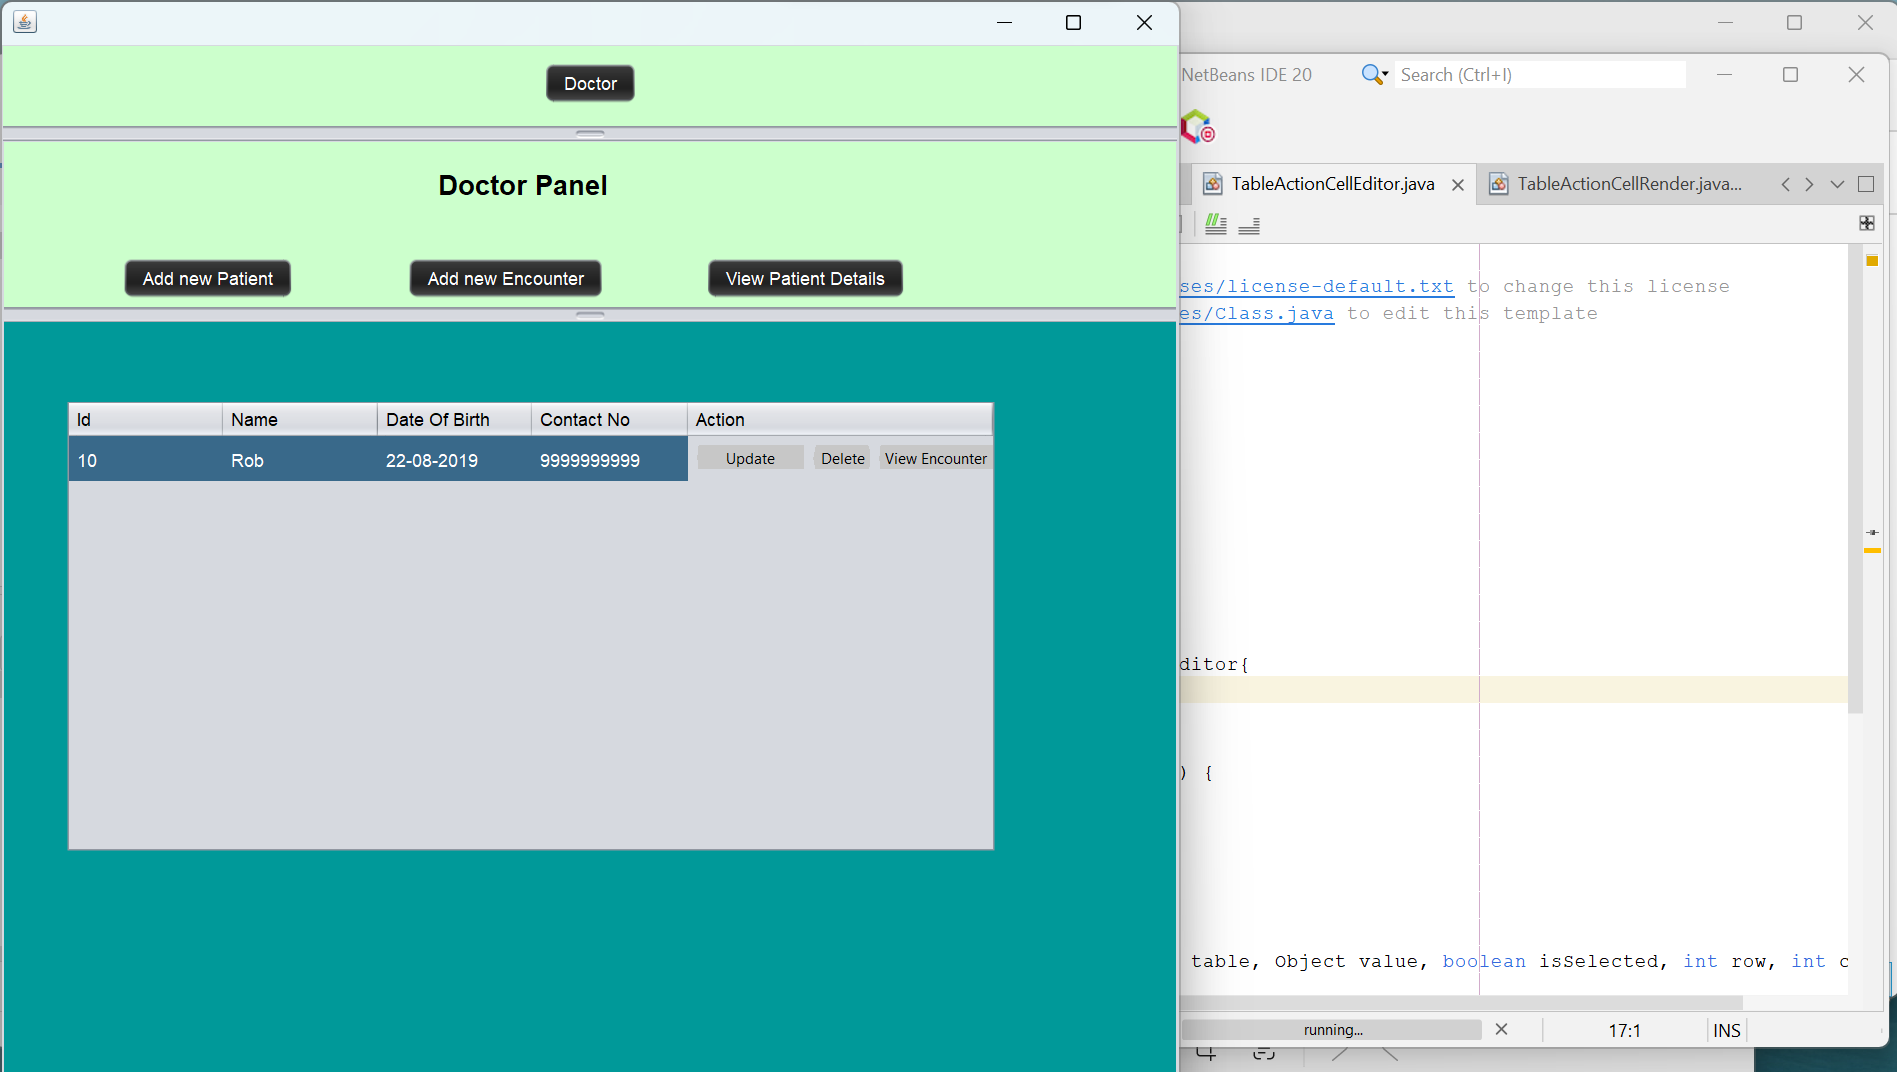 Doctor
Doctor Panel
Add new Patient Add new Encounter View Patient Details
Id Name Date Of Birth Contact No Action
10 Rob 22-08-2019 9999999999 Update Delete View Encounter
NetBeans IDE 20 Search (Ctrl+I)
TableActionCellEditor.java TableActionCellRender.java...
ses/license-default.txt to change this license
es/Class.java to edit this template
ditor{
) {
table, Object value, boolean isSelected, int row, int c
running... 17:1 INS